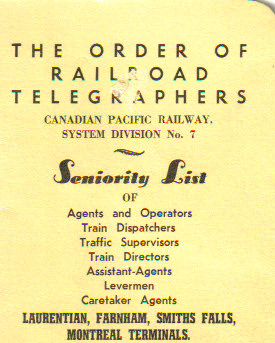 THE ORDER OF
RAILROAD
TELEGRAPHERS
CANADIAN PACIFIC RAILWAY,
SYSTEM DIVISION No. 7
Seniority List
OF
Agents and Operators
Train Dispatchers
Traffic Supervisors
Train Directors
Assistant-Agents
Levermen
Caretaker Agents
LAURENTIAN, FARNHAM, SMITHS FALLS,
MONTREAL TERMINALS.